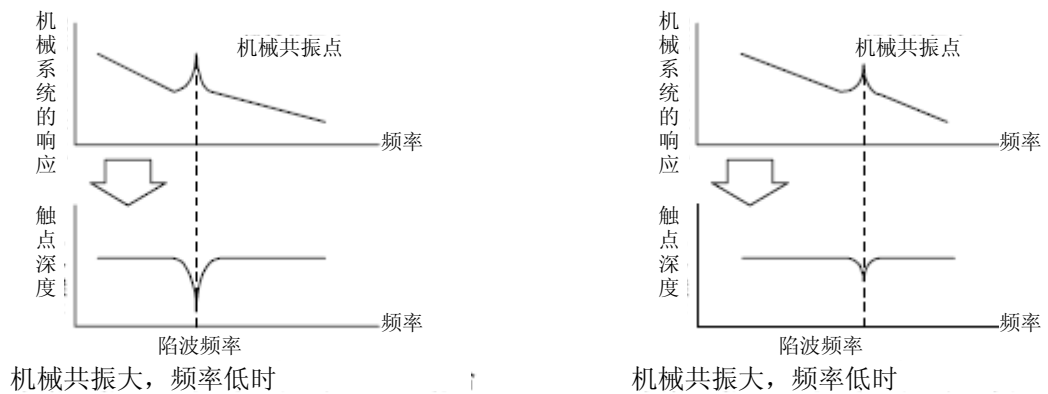 机械系统的响应
机械共振点
频率
触点深度
频率
陷波频率
机械共振大，频率低时
机械系统的响应
机械共振点
频率
触点深度
频率
陷波频率
机械共振大，频率低时